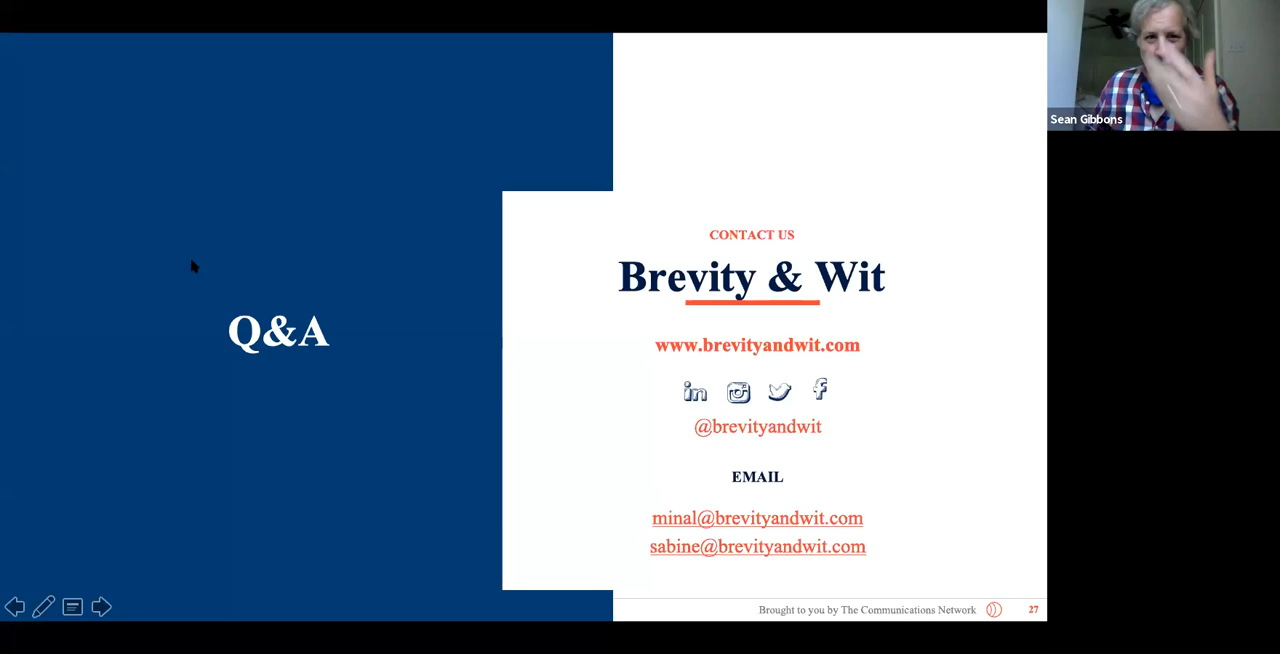 Sean Gibbons
Q&A
CONTACT US
Brevity & Wit
www.brevityandwit.com
@brevityandwit
EMAIL
minal@brevityandwit.com
sabine@brevityandwit.com
Brought to you by The Communications Network
27